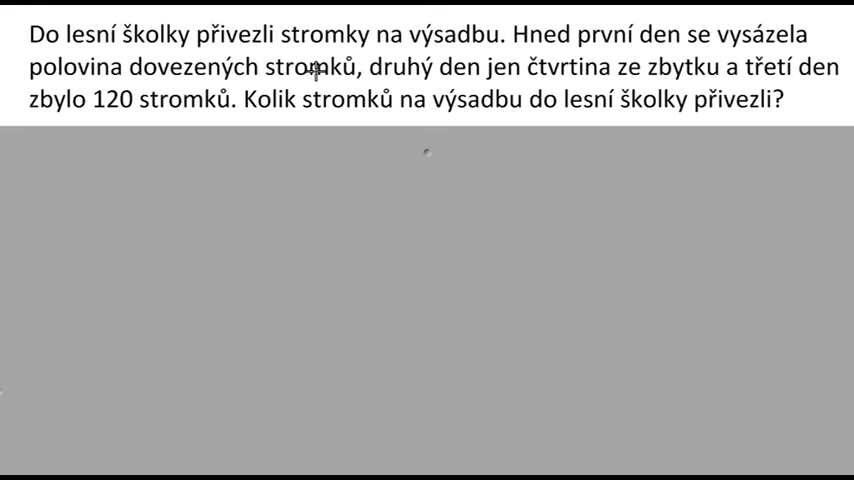 Do lesní školky přivezli stromky na výsadbu. Hned první den se vysázela
polovina dovezených stromků, druhý den jen čtvrtina ze zbytku a třetí den
zbylo 120 stromků. Kolik stromků na výsadbu do lesní školky přivezli?